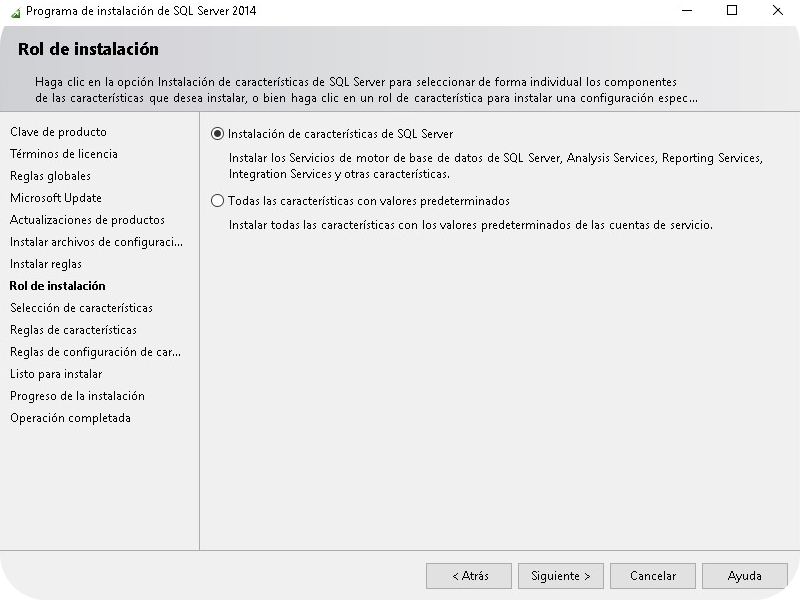 Programa de instalación de SQL Server 2014
Rol de instalación
Haga clic en la opción Instalación de características de SQL Server para seleccionar de forma individual los componentes
de las características que desea instalar, o bien haga clic en un rol de característica para instalar una configuración espec...
Clave de producto
Términos de licencia
Reglas globales
Microsoft Update
Actualizaciones de productos
Instalar archivos de configuraci...
Instalar reglas
Rol de instalación
Selección de características
Reglas de características
Reglas de configuración de car...
Listo para instalar
Progreso de la instalación
Operación completada
Instalación de características de SQL Server
Instalar los Servicios de motor de base de datos de SQL Server, Analysis Services, Reporting Services,
Integration Services y otras características.
Todas las características con valores predeterminados
Instalar todas las características con los valores predeterminados de las cuentas de servicio.
< Atrás
Siguiente >
Cancelar
Ayuda